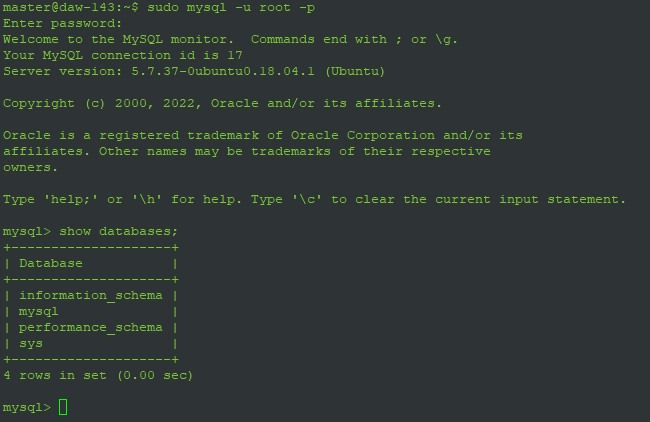 master@daw-143:~$ sudo mysql -u root -p
Enter password:
Welcome to the MySQL monitor.  Commands end with ; or \g.
Your MySQL connection id is 17
Server version: 5.7.37-0ubuntu0.18.04.1 (Ubuntu)
Copyright (c) 2000, 2022, Oracle and/or its affiliates.
Oracle is a registered trademark of Oracle Corporation and/or its
affiliates. Other names may be trademarks of their respective
owners.
Type 'help;' or '\h' for help. Type '\c' to clear the current input statement.
mysql> show databases;
+--------------------+
| Database           |
+--------------------+
| information_schema |
| mysql              |
| performance_schema |
| sys                |
+--------------------+
4 rows in set (0.00 sec)
mysql>